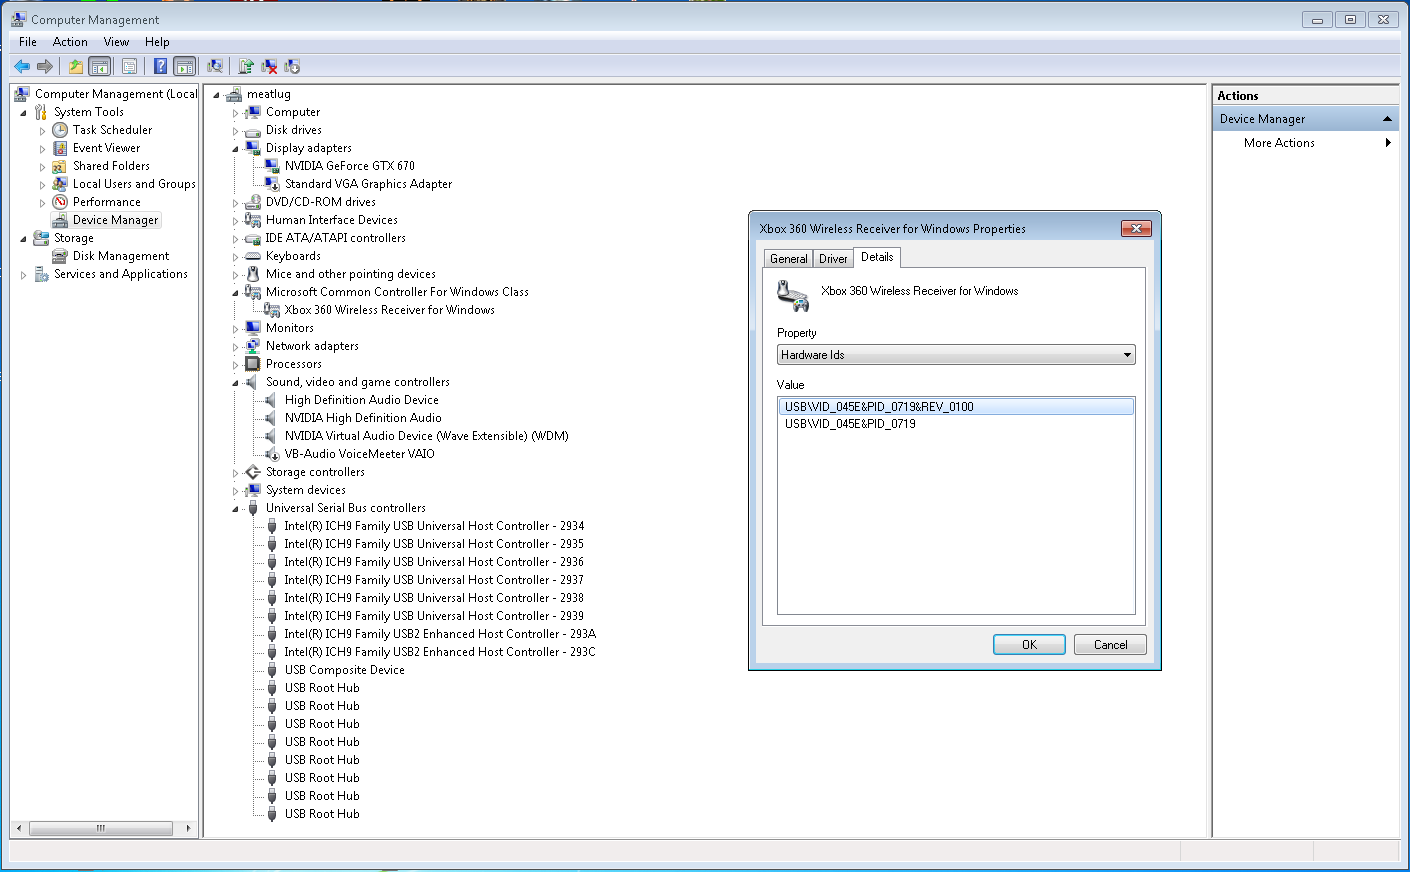 Computer Management
File Action View Help
Computer Management (Local
System Tools
Task Scheduler
Event Viewer
Shared Folders
Local Users and Groups
Performance
Device Manager
Storage
Disk Management
Services and Applications
meatlug
Computer
Disk drives
Display adapters
NVIDIA GeForce GTX 670
Standard VGA Graphics Adapter
DVD/CD-ROM drives
Human Interface Devices
IDE ATA/ATAPI controllers
Keyboards
Mice and other pointing devices
Microsoft Common Controller For Windows Class
Xbox 360 Wireless Receiver for Windows
Monitors
Network adapters
Processors
Sound, video and game controllers
High Definition Audio Device
NVIDIA High Definition Audio
NVIDIA Virtual Audio Device (Wave Extensible) (WDM)
VB-Audio VoiceMeeter VAIO
Storage controllers
System devices
Universal Serial Bus controllers
Intel(R) ICH9 Family USB Universal Host Controller - 2934
Intel(R) ICH9 Family USB Universal Host Controller - 2935
Intel(R) ICH9 Family USB Universal Host Controller - 2936
Intel(R) ICH9 Family USB Universal Host Controller - 2937
Intel(R) ICH9 Family USB Universal Host Controller - 2938
Intel(R) ICH9 Family USB Universal Host Controller - 2939
Intel(R) ICH9 Family USB2 Enhanced Host Controller - 293A
Intel(R) ICH9 Family USB2 Enhanced Host Controller - 293C
USB Composite Device
USB Root Hub
USB Root Hub
USB Root Hub
USB Root Hub
USB Root Hub
USB Root Hub
USB Root Hub
USB Root Hub
Xbox 360 Wireless Receiver for Windows Properties
General Driver Details
Xbox 360 Wireless Receiver for Windows
Property
Hardware Ids
Value
USB\VID_045E&PID_0719&REV_0100
USB\VID_045E&PID_0719
OK Cancel
Actions
Device Manager
More Actions